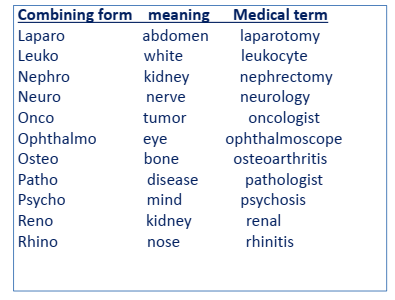 Combining form meaning Medical term
Laparo abdomen laparotomy
Leuko white leukocyte
Nephro kidney nephrectomy
Neuro nerve neurology
Onco tumor oncologist
Ophthalmo eye ophthalmoscope
Osteo bone osteoarthritis
Patho disease pathologist
Psycho mind psychosis
Reno kidney renal
Rhino nose rhinitis